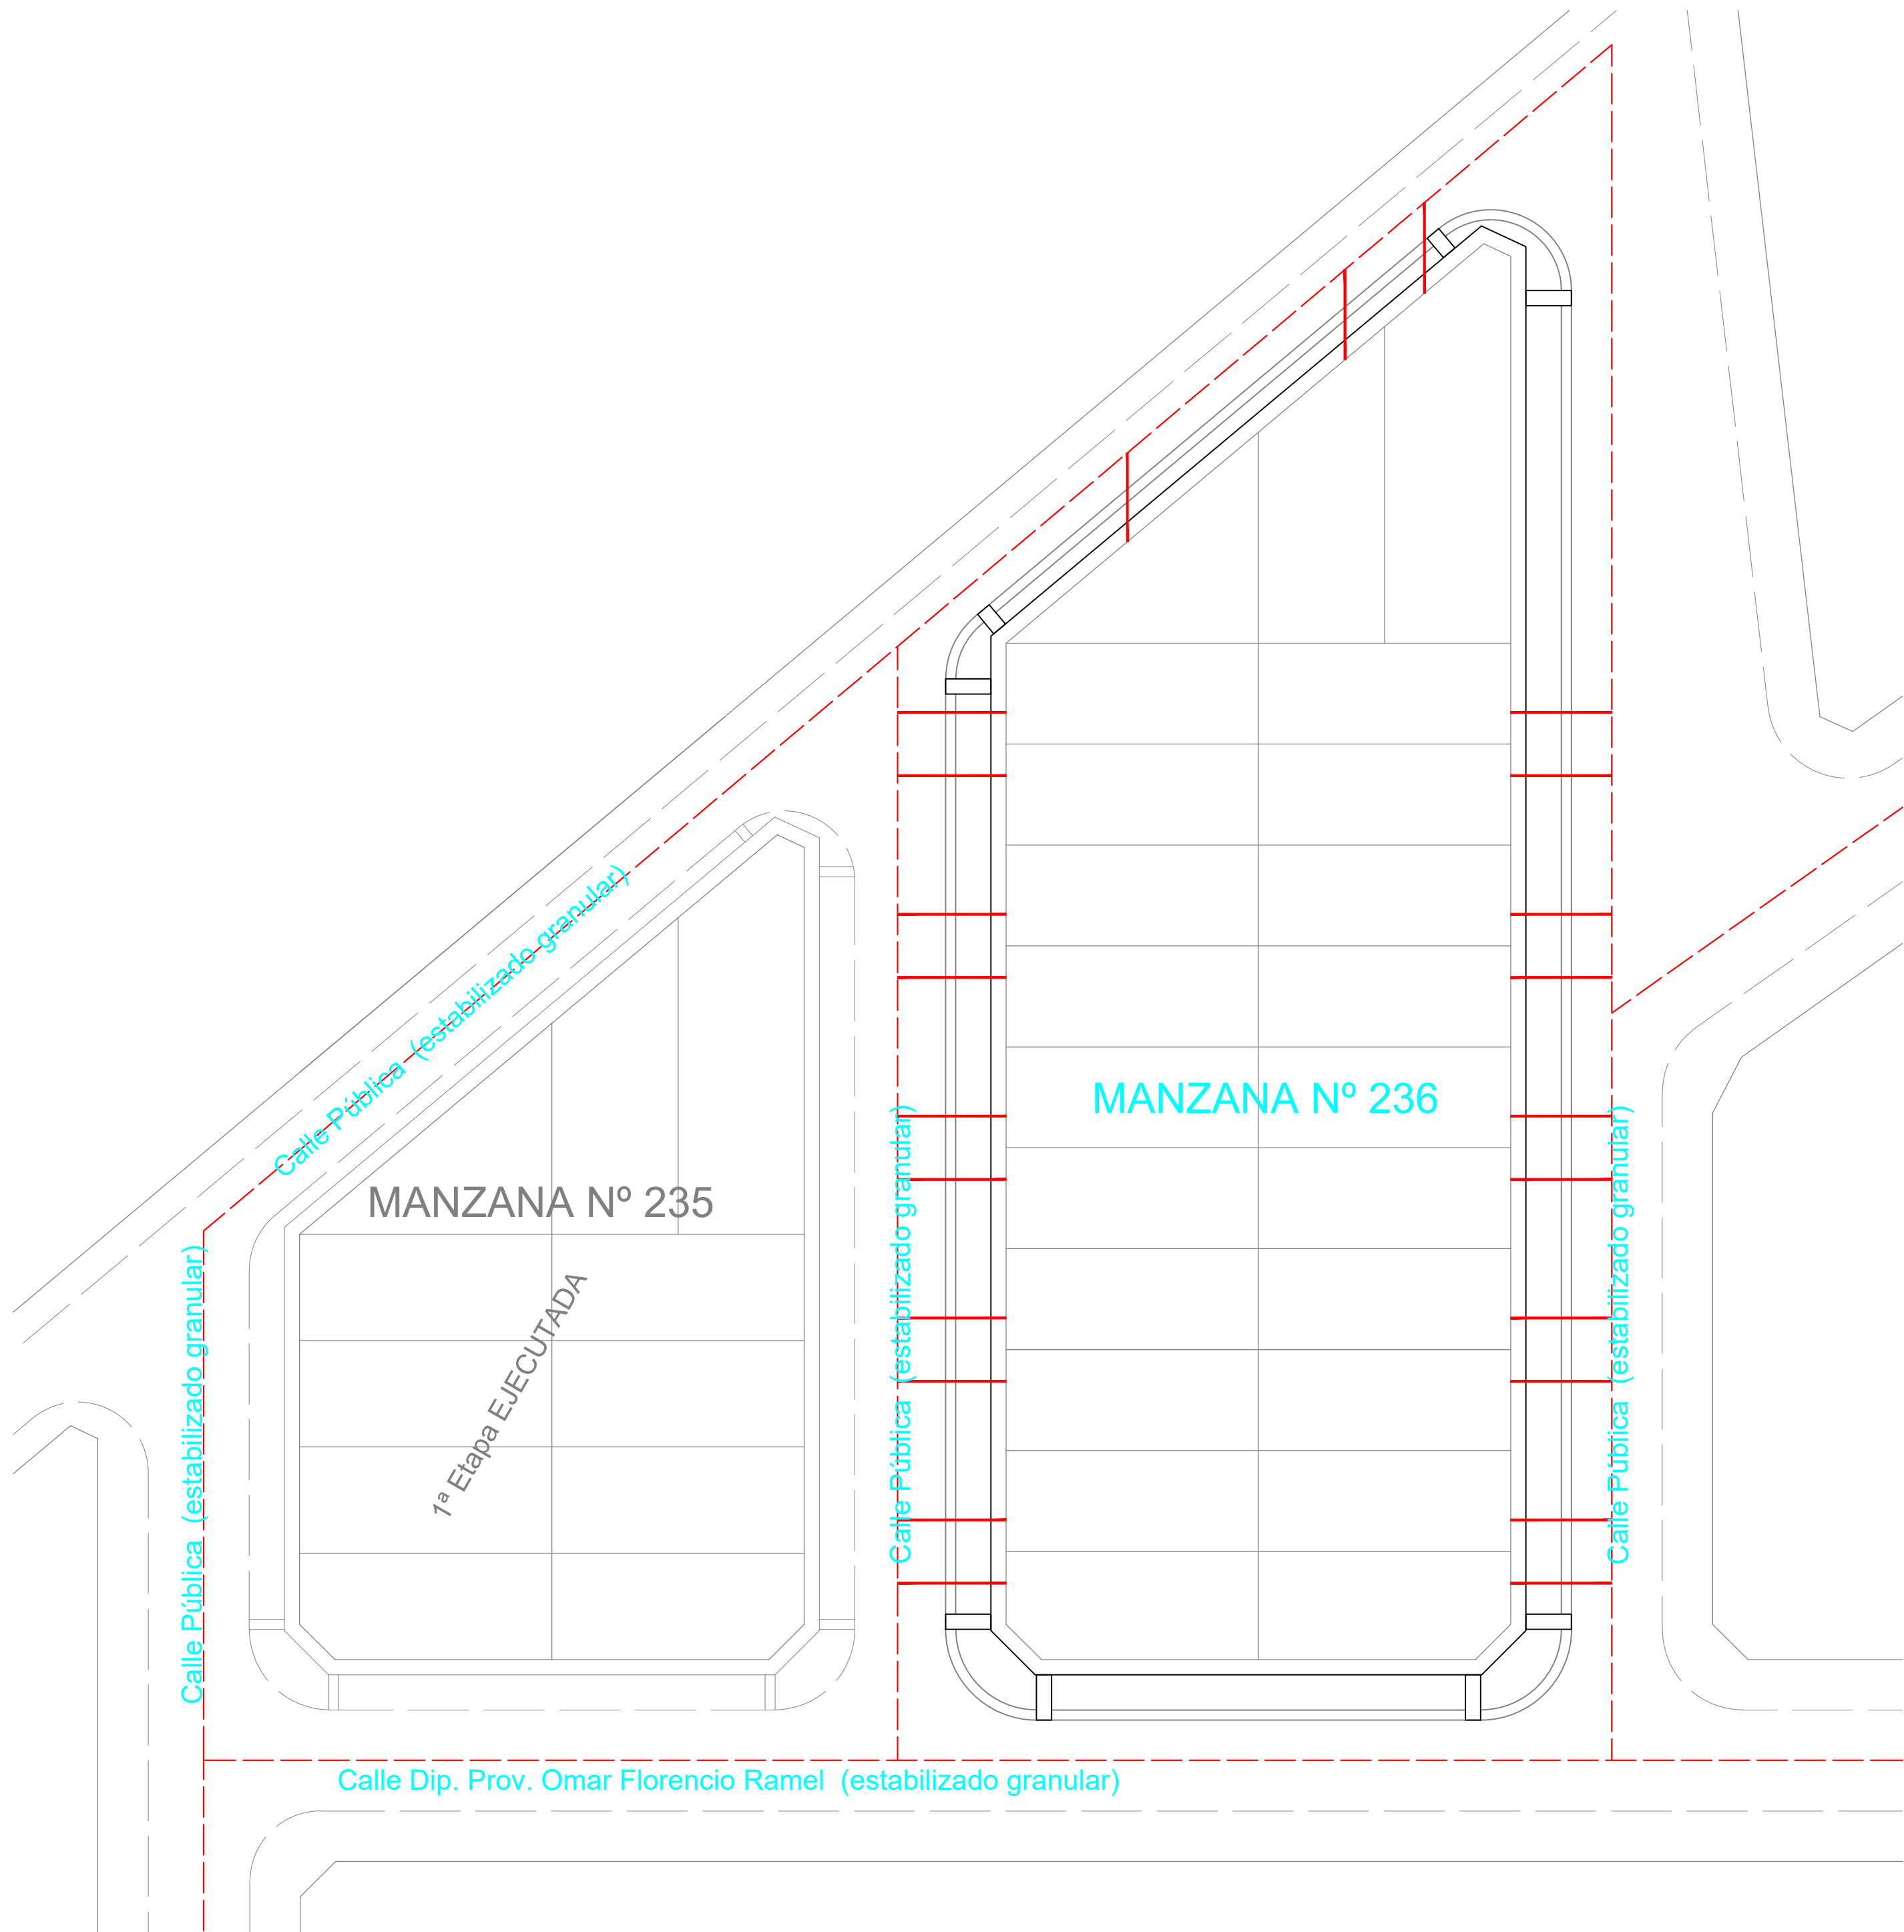 Calle Pública (estabilizado granular)
MANZANA Nº 236
MANZANA Nº 235
1ª Etapa EJECUTADA
Calle Pública (estabilizado granular)
Calle Pública (estabilizado granular)
Calle Pública (estabilizado granular)
Calle Dip. Prov. Omar Florencio Ramel (estabilizado granular)